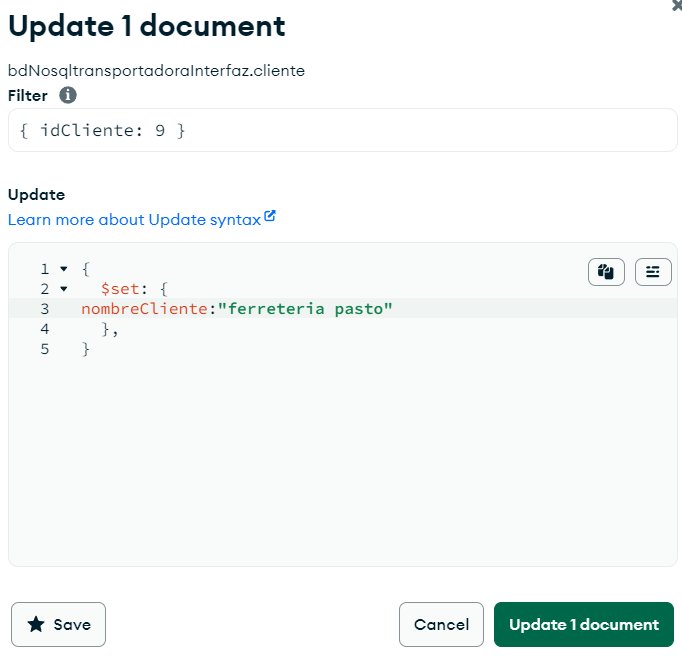 Update 1 document
bdNosqltransportadoraInterfaz.cliente
Filter
{ idCliente: 9 }
Update
Learn more about Update syntax
1 {
2 $set: {
3 nombreCliente:"ferreteria pasto"
4 },
5 }
Save
Cancel
Update 1 document